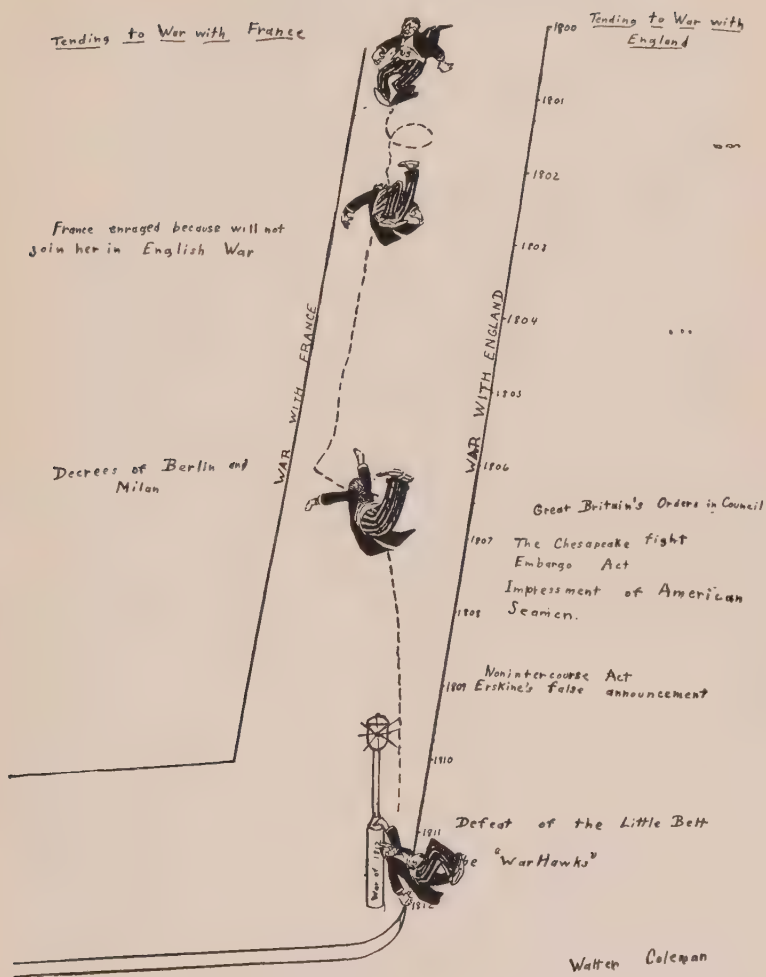 Tending to War with France
Tending to War with
England
1800
US
1801
1802
France enraged because will not
join her in English War
1803
1804
WAR WITH FRANCE
WAR WITH ENGLAND
1805
1806
Decrees of Berlin and
Milan
Great Britain's Orders in Council
1807
The Chesapeake fight
Embargo Act
Impressment of American
Seamen.
1808
Nonintercourse Act
1809
Erskine's false announcement
1810
1811
Defeat of the Little Belt
"WarHawks"
War of 1812
1812
Walter Coleman